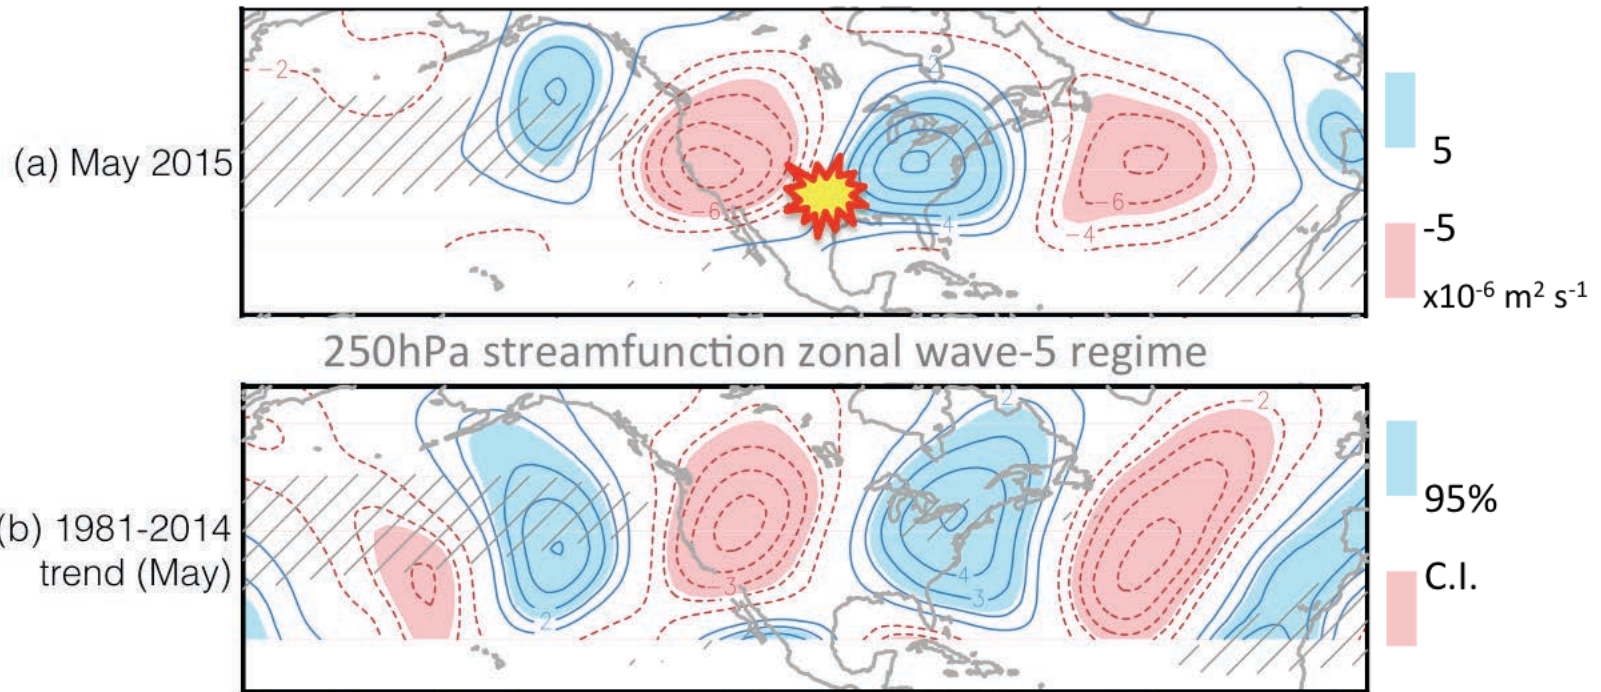 -2
2
(a) May 2015
5
-6
-6
4
-4
-5
x10⁻⁶ m² s⁻¹
250hPa streamfunction zonal wave-5 regime
2
-2
95%
b) 1981-2014
trend (May)
4
-3
3
2
C.I.